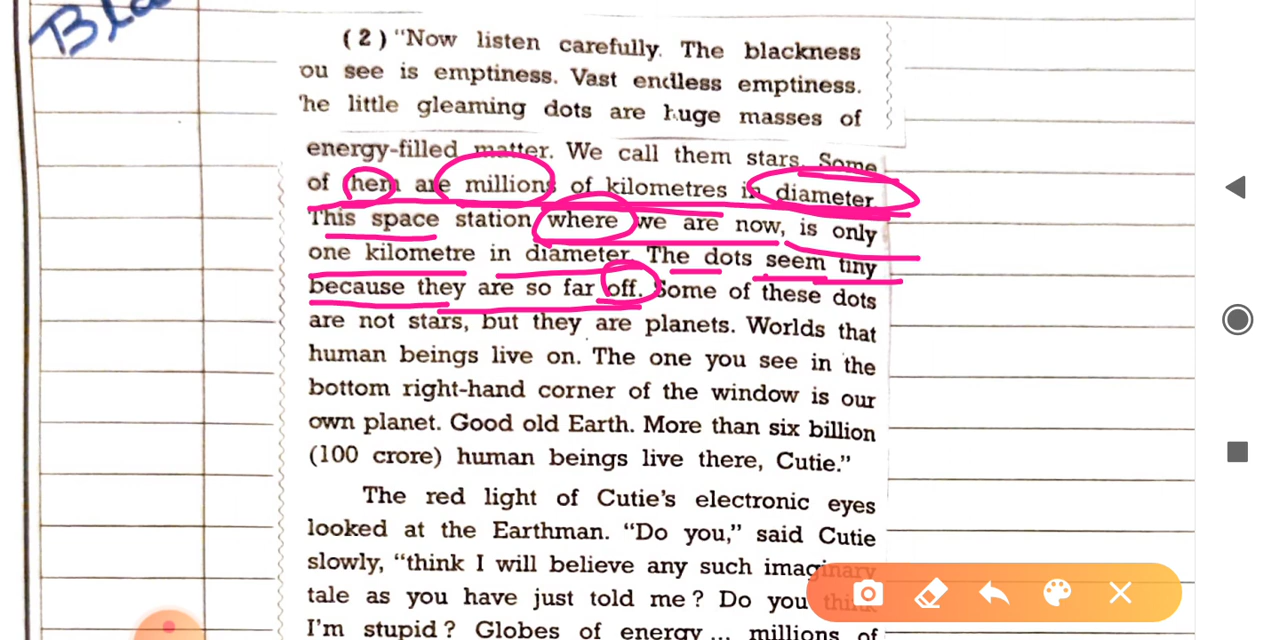 Bla
( 2 ) “Now listen carefully. The blackness
ou see is emptiness. Vast endless emptiness.
he little gleaming dots are huge masses of
energy-filled matter. We call them stars. Some
of hem are millions of kilometres in diameter
This space station where we are now, is only
one kilometre in diameter. The dots seem tiny
because they are so far off. Some of these dots
are not stars, but they are planets. Worlds that
human beings live on. The one you see in the
bottom right-hand corner of the window is our
own planet. Good old Earth. More than six billion
(100 crore) human beings live there, Cutie.”
The red light of Cutie’s electronic eyes
looked at the Earthman. “Do you,” said Cutie
slowly, “think I will believe any such imaginary
tale as you have just told me ? Do you think
I’m stupid ? Globes of energy ... millions of